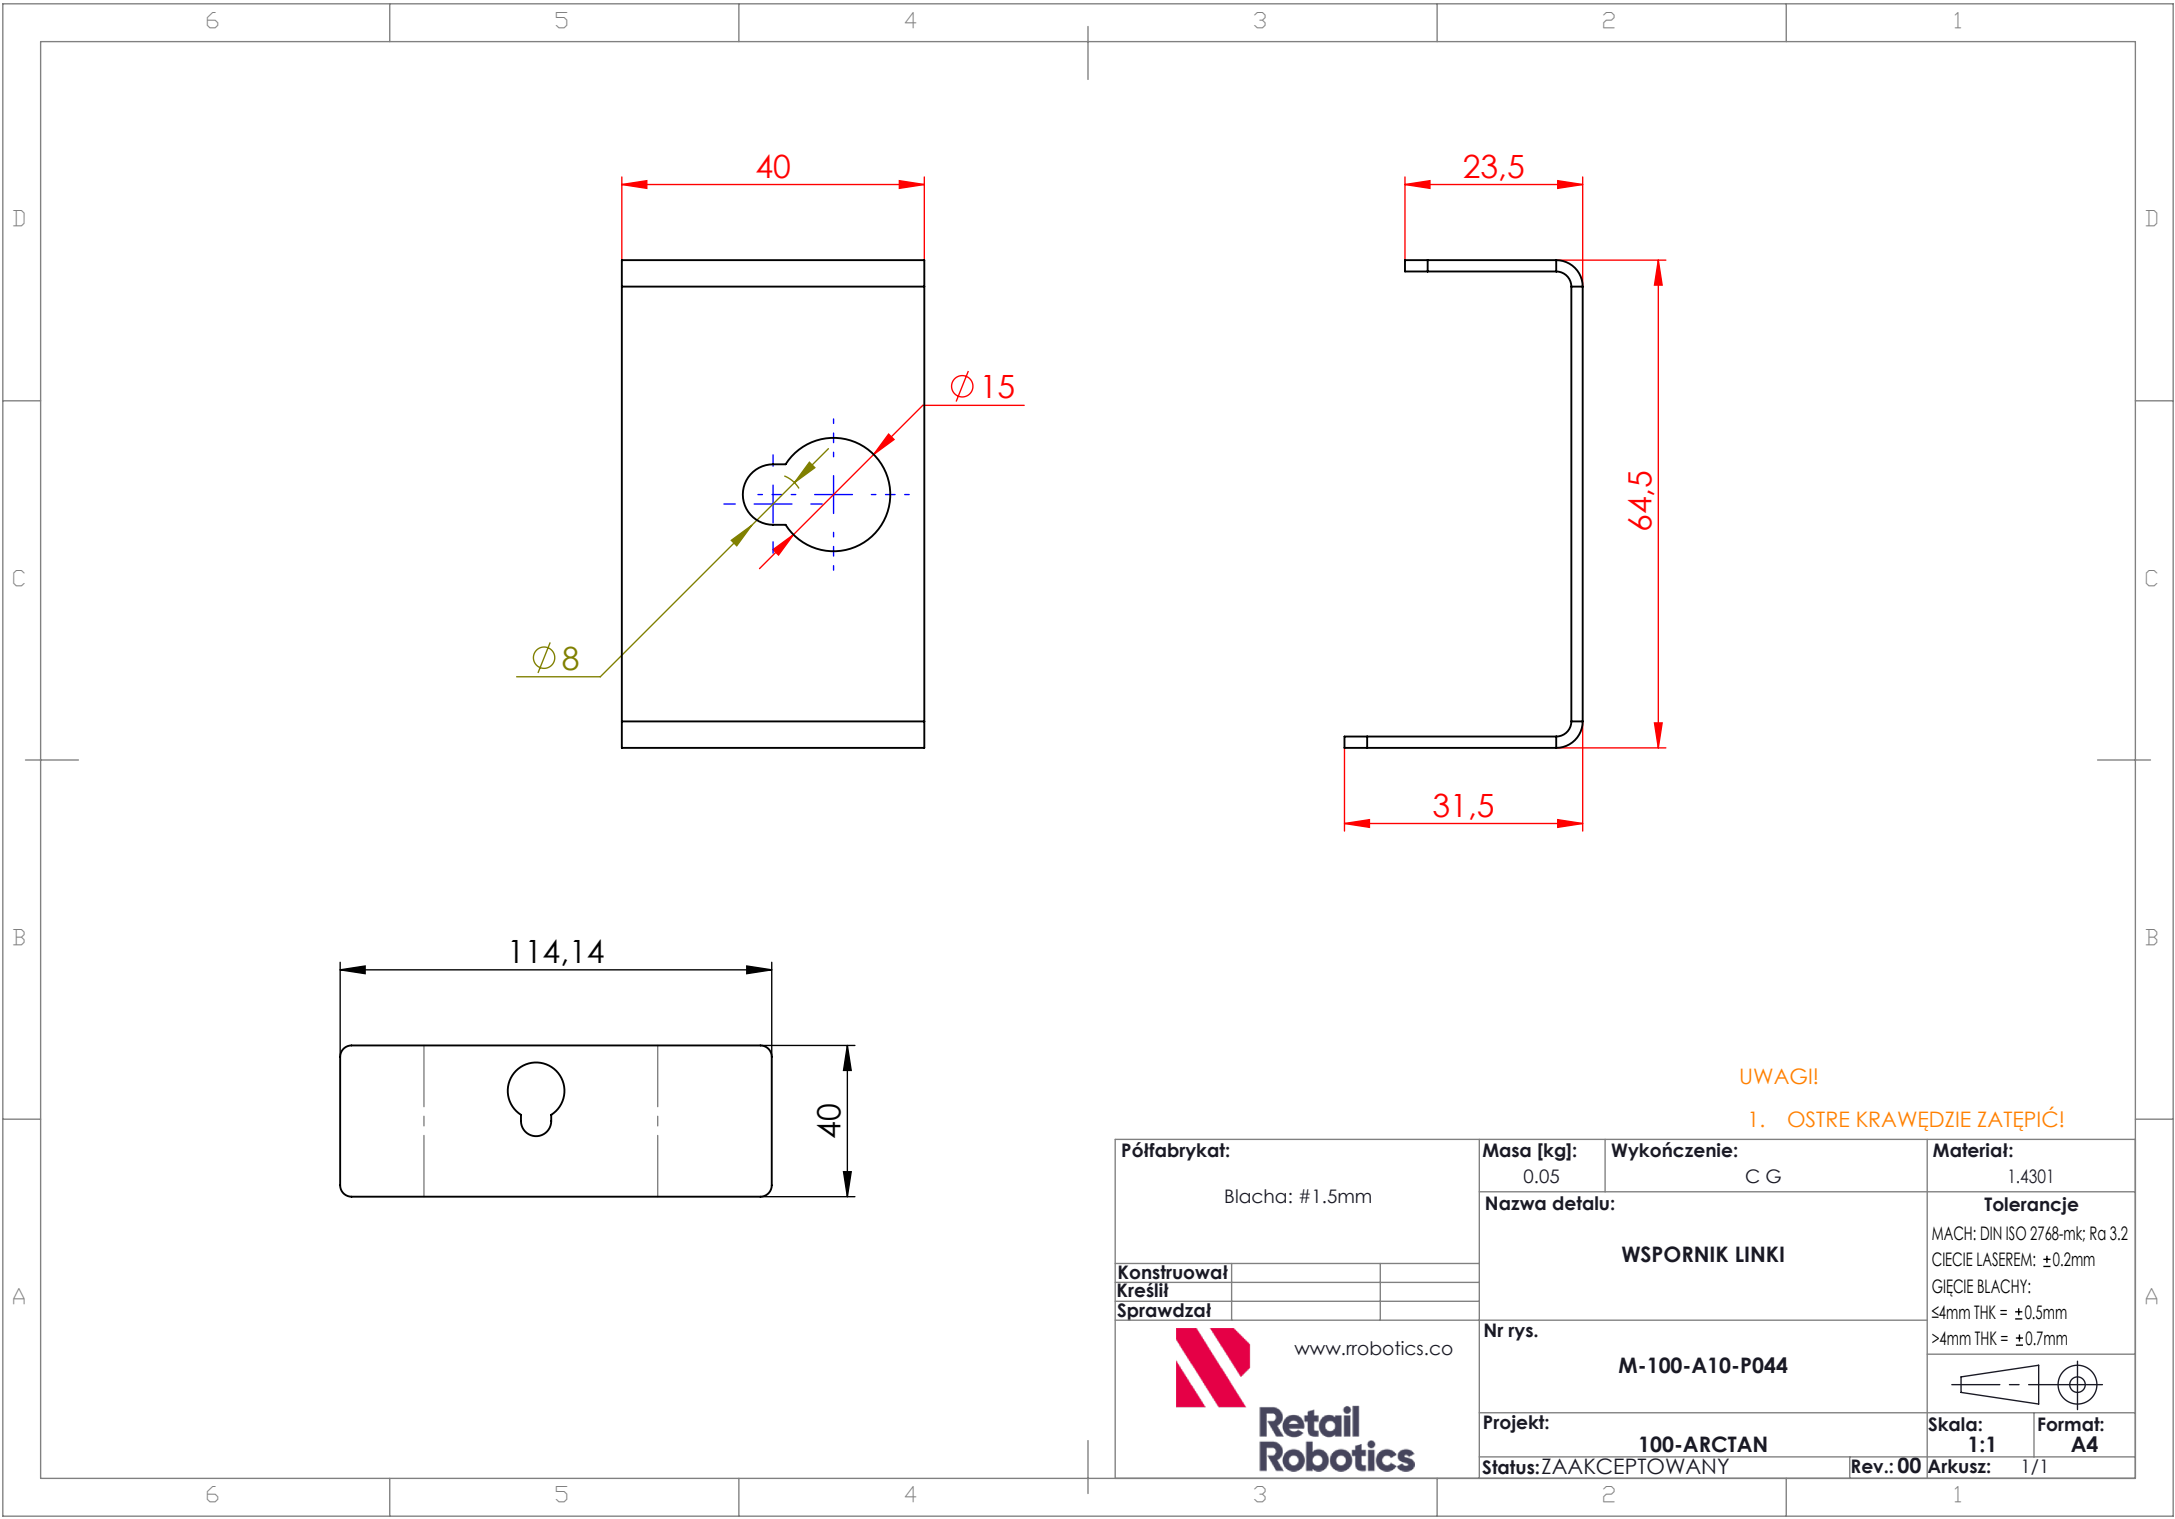 6 5 4 3 2 1
D D
C C
B B
A A
40
23,5
∅15
64,5
∅8
31,5
114,14
40
UWAGI!
1. OSTRE KRAWĘDZIE ZATĘPIĆ!
Półfabrykat:
Blacha: #1.5mm
Masa [kg]:
0.05
Wykończenie:
C G
Materiał:
1.4301
Nazwa detalu:
WSPORNIK LINKI
Tolerancje
MACH: DIN ISO 2768-mk; Ra 3.2
CIECIE LASEREM: ±0.2mm
GIĘCIE BLACHY:
≤4mm THK = ±0.5mm
>4mm THK = ±0.7mm
Konstruował
Kreślił
Sprawdzał
www.rrobotics.co
Retail
Robotics
Nr rys.
M-100-A10-P044
Projekt:
100-ARCTAN
Skala:
1:1
Format:
A4
Status:ZAAKCEPTOWANY
Rev.: 00
Arkusz: 1/1
6 5 4 3 2 1